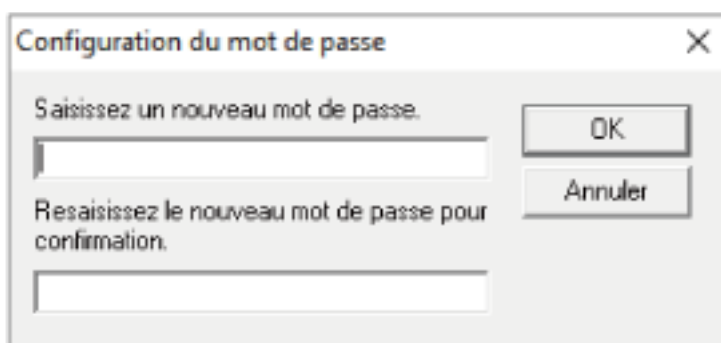 Configuration du mot de passe
Saisissez un nouveau mot de passe.
OK
Annuler
Resaisissez le nouveau mot de passe pour
confirmation.